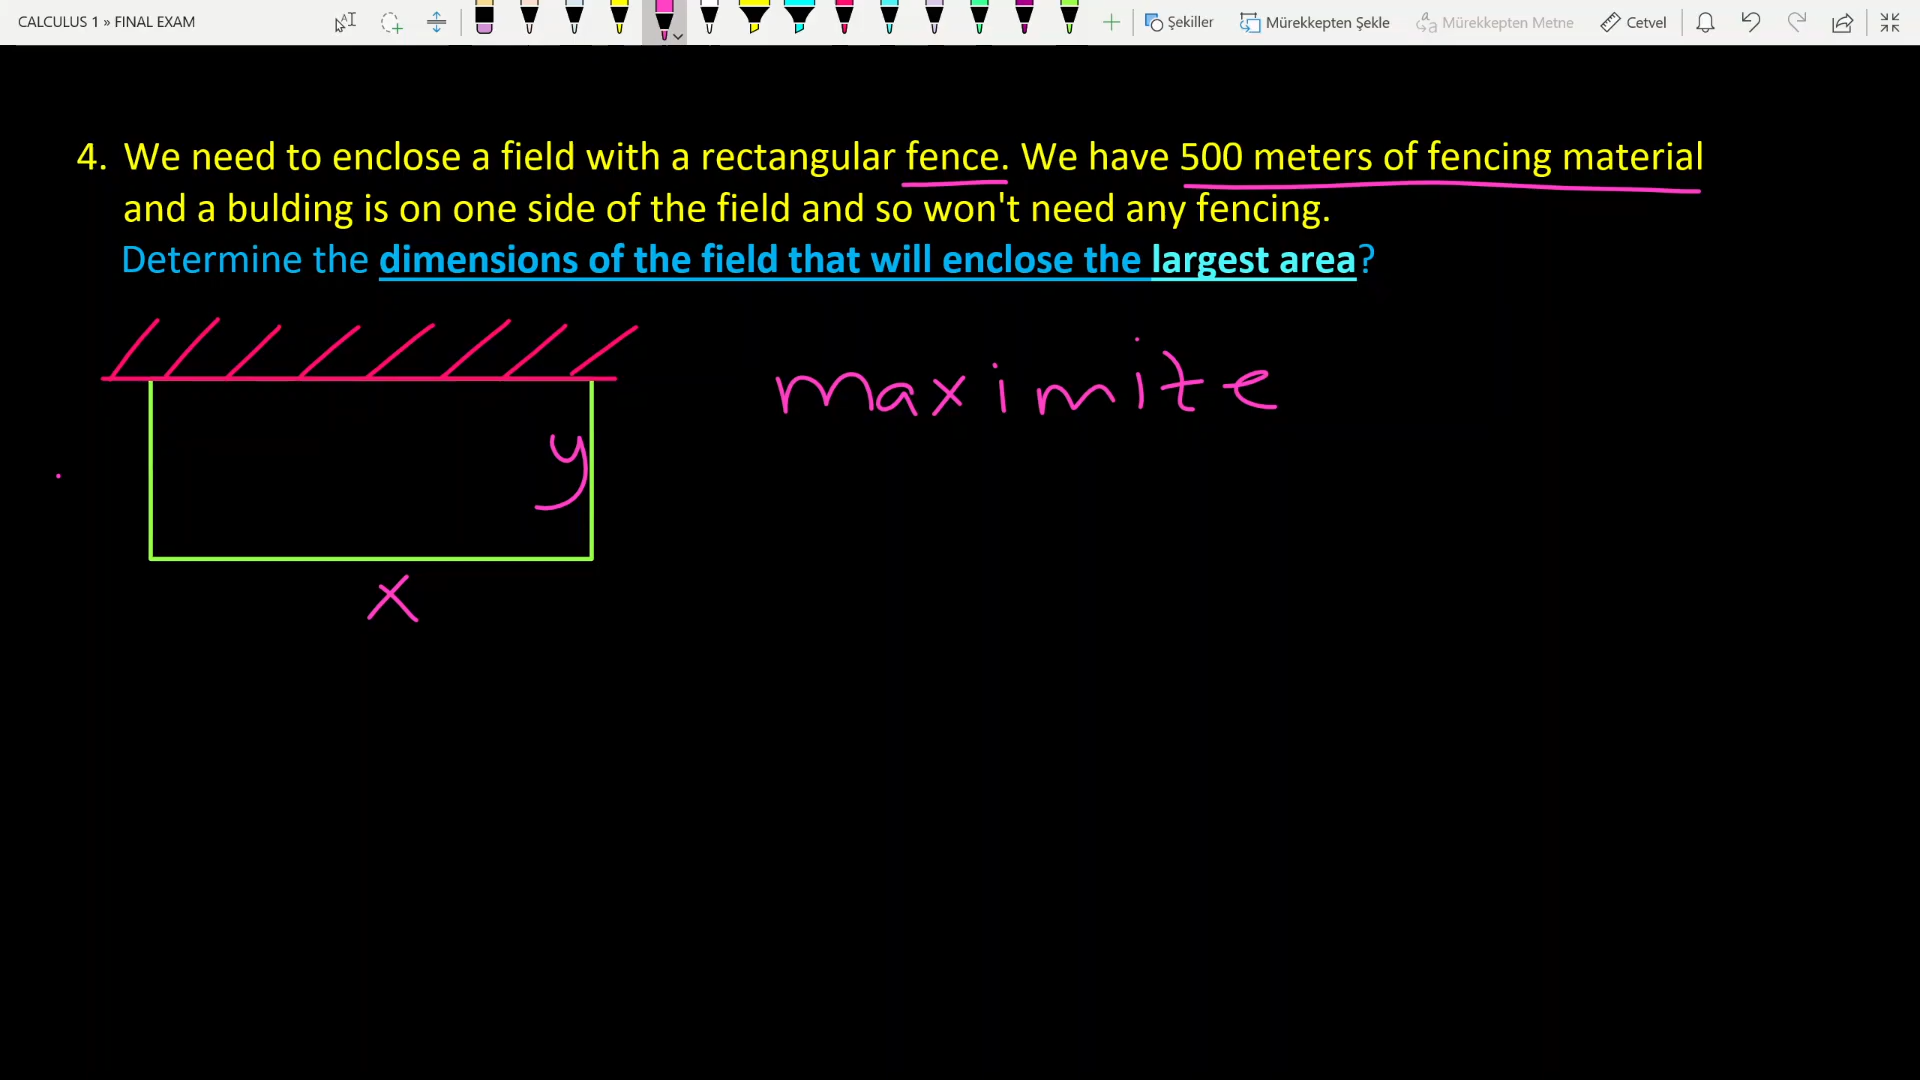 CALCULUS 1 » FINAL EXAM
Şekiller
Mürekkepten Şekle
Mürekkepten Metne
Cetvel
4. We need to enclose a field with a rectangular fence. We have 500 meters of fencing material
and a bulding is on one side of the field and so won't need any fencing.
Determine the dimensions of the field that will enclose the largest area?
maximite
y
x